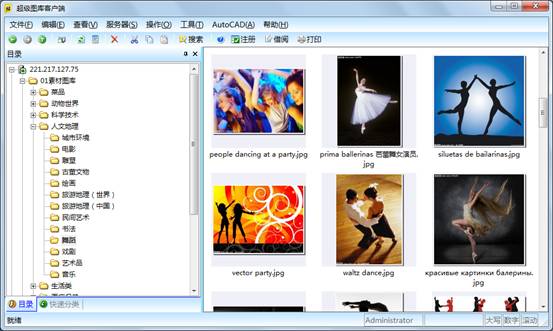 超级图库客户端
文件(F) 编辑(E) 查看(V) 服务器(S) 操作(O) 工具(T) AutoCAD(A) 帮助(H)
搜索 注册 借阅 打印
目录
221.217.127.75
01素材图库
菜品
动物世界
科学技术
人文地理
城市环境
电影
雕塑
古董文物
绘画
旅游地理（世界）
旅游地理（中国）
民间艺术
书法
舞蹈
戏剧
艺术品
音乐
生活类
目录 快速分类
people dancing at a party.jpg
prima ballerinas 芭蕾舞女演员.
jpg
siluetas de bailarinas.jpg
vector party.jpg
waltz dance.jpg
красивые картинки балерины.
jpg
就绪
Administrator
大写 数字 滚动